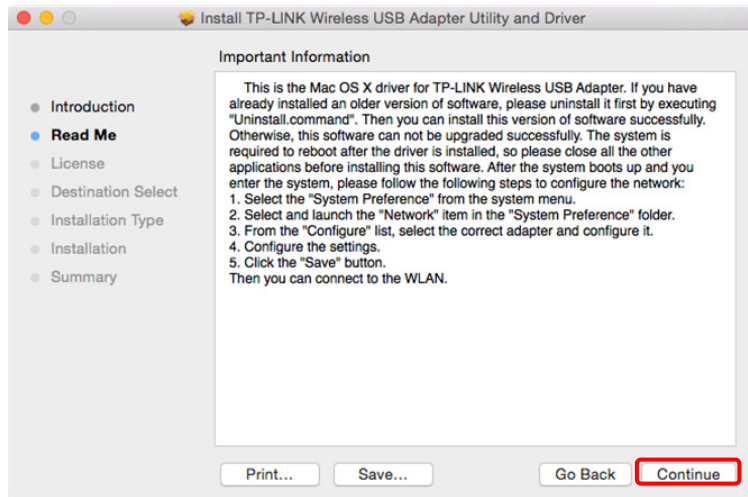 Install TP-LINK Wireless USB Adapter Utility and Driver
Important Information
Introduction
Read Me
License
Destination Select
Installation Type
Installation
Summary
This is the Mac OS X driver for TP-LINK Wireless USB Adapter. If you have
already installed an older version of software, please uninstall it first by executing
"Uninstall.command". Then you can install this version of software successfully.
Otherwise, this software can not be upgraded successfully. The system is
required to reboot after the driver is installed, so please close all the other
applications before installing this software. After the system boots up and you
enter the system, please follow the following steps to configure the network:
1. Select the "System Preference" from the system menu.
2. Select and launch the "Network" item in the "System Preference" folder.
3. From the "Configure" list, select the correct adapter and configure it.
4. Configure the settings.
5. Click the "Save" button.
Then you can connect to the WLAN.
Print...
Save...
Go Back
Continue